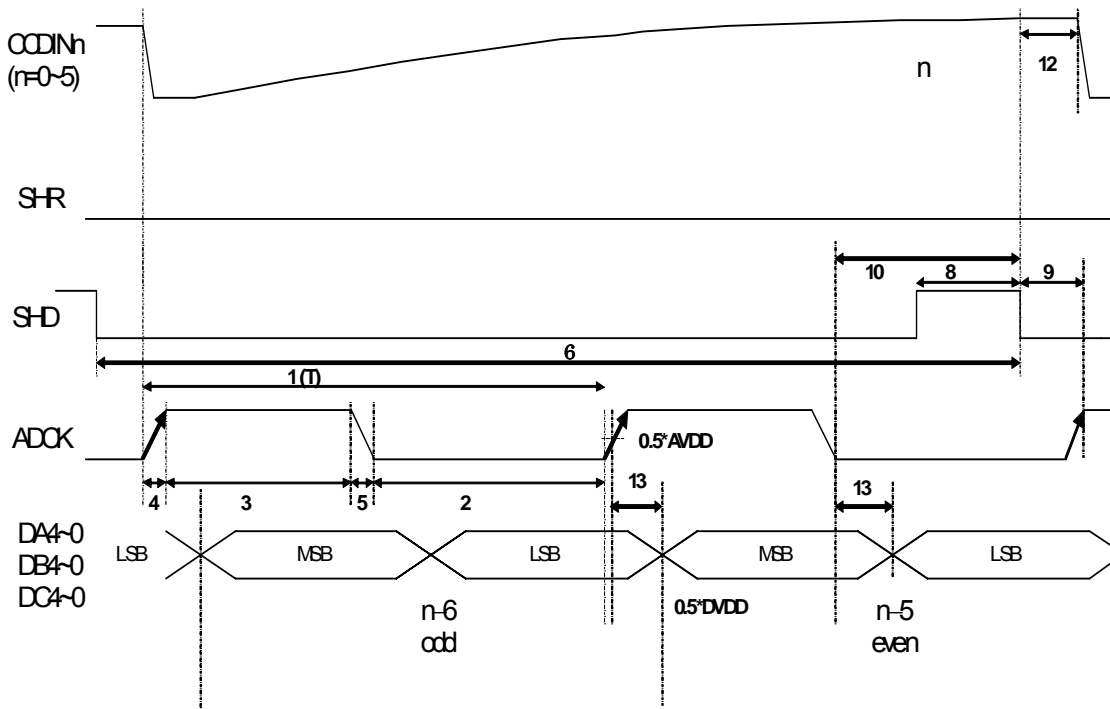 CCDINn
(n=0~5)
n
12
SHR
10
8
9
SHD
6
1 (T)
ADCK
0.5*AVDD
4
3
5
2
13
13
DA4~0
DB4~0
DC4~0
LSB
MSB
LSB
MSB
LSB
n–6
odd
0.5*DVDD
n–5
even